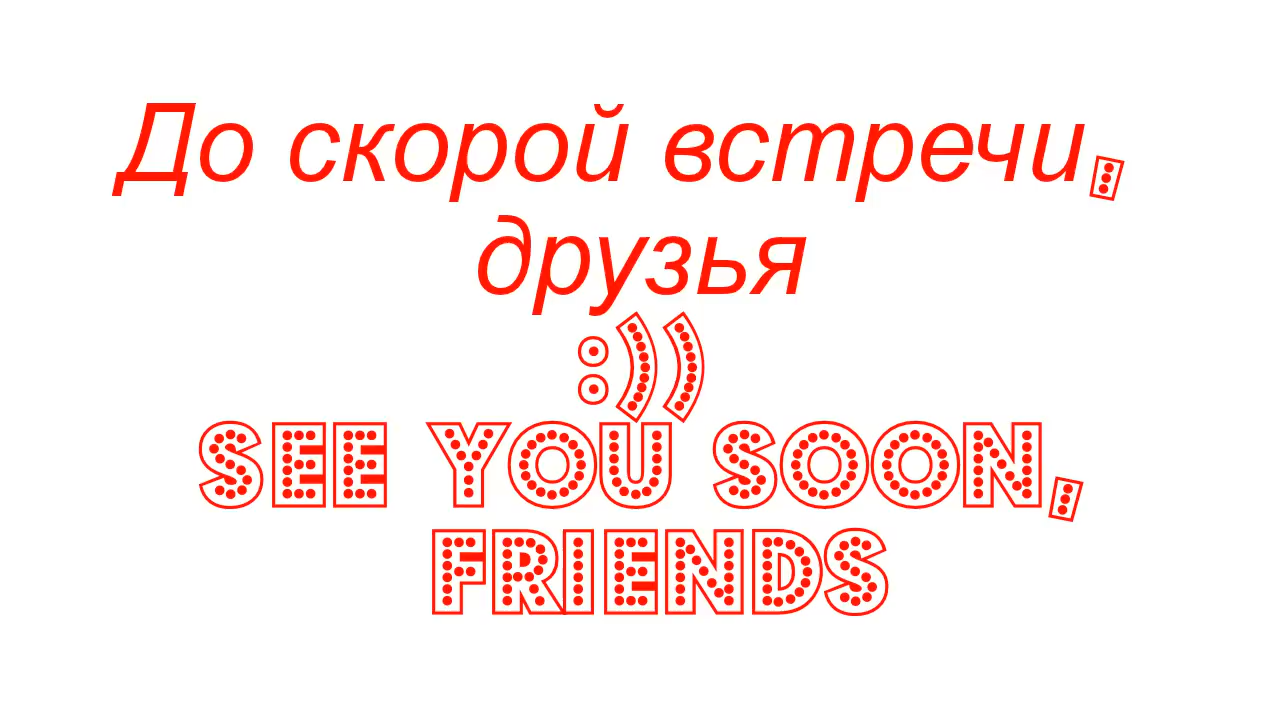 До скорой встречи,
друзья
:))
SEE YOU SOON,
FRIENDS